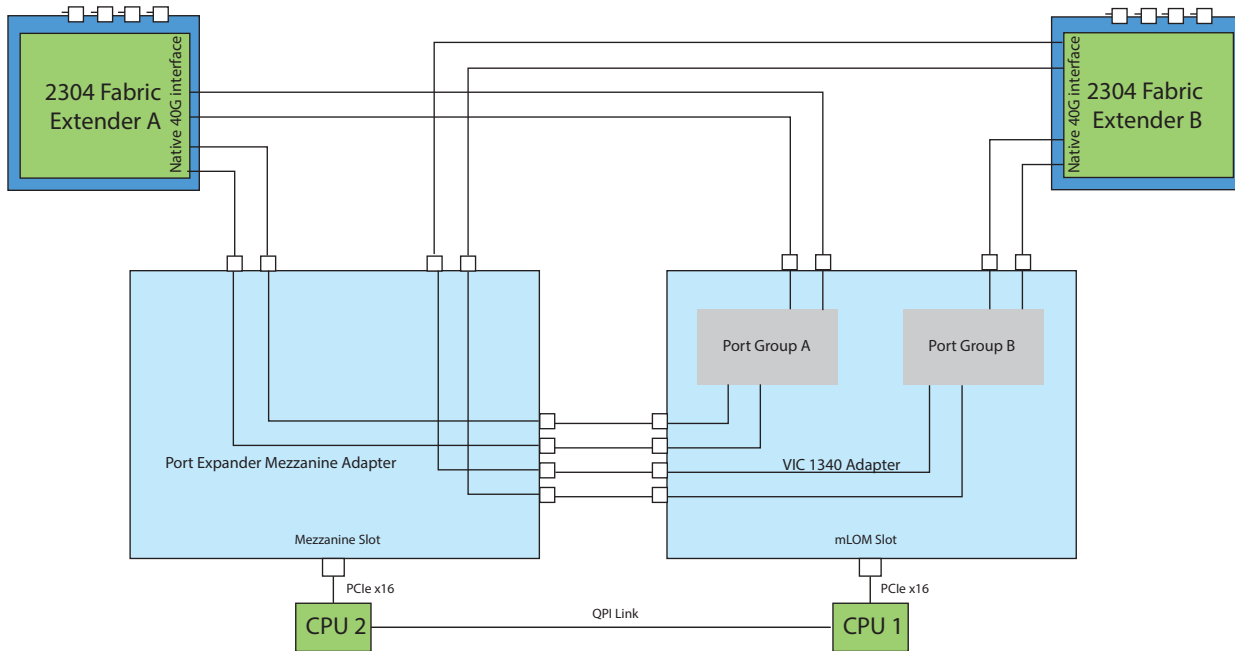 2304 Fabric
Extender A
Native 40G interface
Native 40G interface
2304 Fabric
Extender B
Port Group A
Port Group B
Port Expander Mezzanine Adapter
VIC 1340 Adapter
Mezzanine Slot
mLOM Slot
PCIe x16
PCIe x16
CPU 2
QPI Link
CPU 1